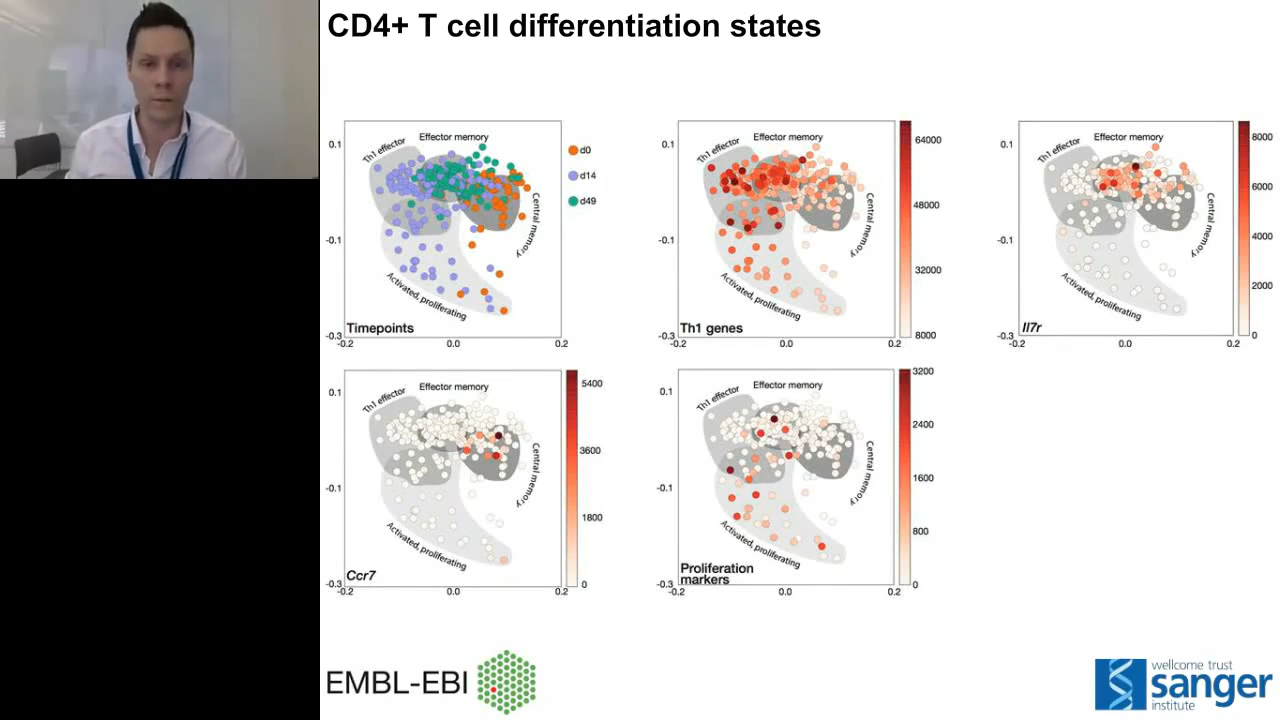 CD4+ T cell differentiation states
0.1
-0.1
-0.3
-0.2
0.0
0.2
Th1 effector
Effector memory
Central memory
Activated, proliferating
Timepoints
d0
d14
d49
0.1
-0.1
-0.3
-0.2
0.0
0.2
Th1 effector
Effector memory
Central memory
Activated, proliferating
Th1 genes
64000
48000
32000
8000
0.1
-0.1
-0.3
-0.2
0.0
0.2
Th1 effector
Effector memory
Central memory
Activated, proliferating
Il7r
8000
6000
4000
2000
0
0.1
-0.1
-0.3
-0.2
0.0
0.2
Th1 effector
Effector memory
Central memory
Activated, proliferating
Ccr7
5400
3600
1800
0
0.1
-0.1
-0.3
-0.2
0.0
0.2
Th1 effector
Effector memory
Central memory
Activated, proliferating
Proliferation
markers
3200
2400
1600
800
0
EMBL-EBI
wellcome trust
sanger
institute